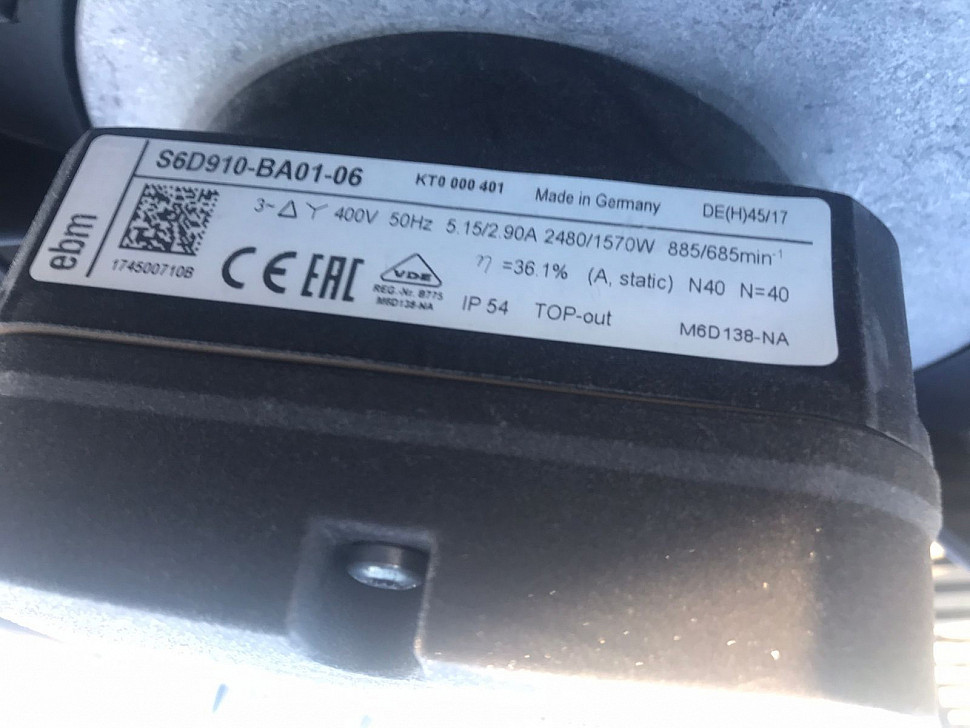 ebm
S6D910-BA01-06 KT0 000 401 Made in Germany DE(H)45/17
3~ △ Y 400V 50Hz 5.15/2.90A 2480/1570W 885/685min⁻¹
η =36.1% (A, static) N40 N=40
174500710B
CE EAC VDE
REG.-Nr. B775
M6D138-NA
IP 54 TOP-out M6D138-NA